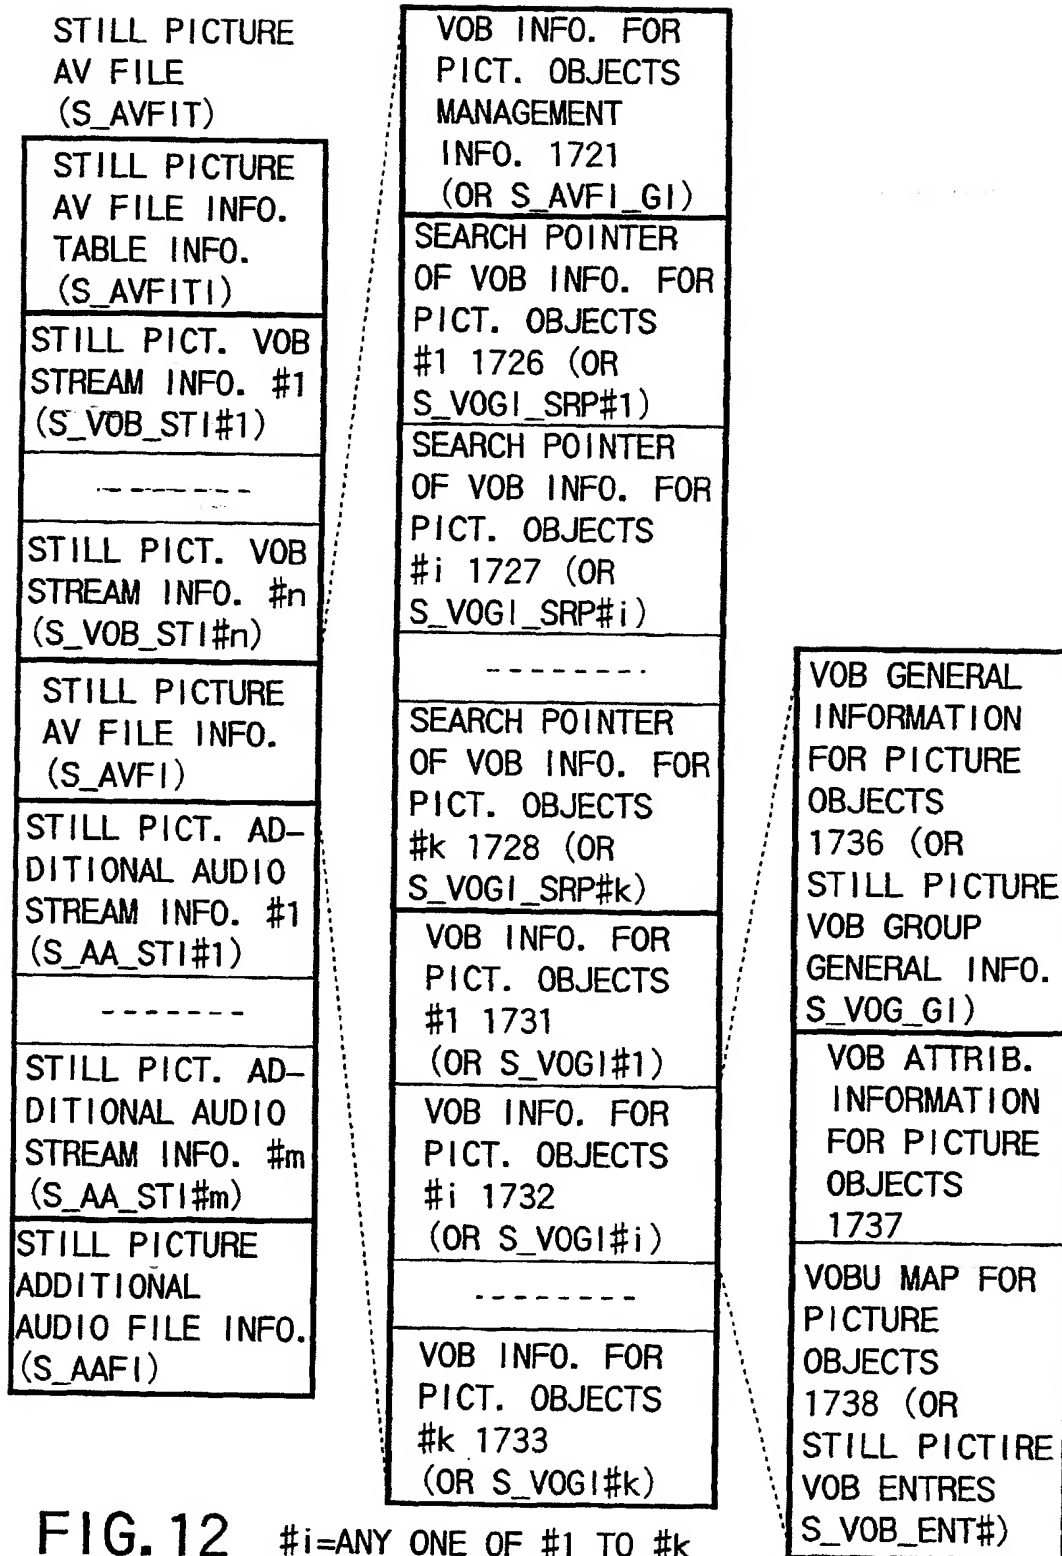 STILL PICTURE
AV FILE
(S_AVFIT)
STILL PICTURE
AV FILE INFO.
TABLE INFO.
(S_AVFITI)
STILL PICT. VOB
STREAM INFO. #1
(S_VOB_STI#1)
STILL PICT. VOB
STREAM INFO. #n
(S_VOB_STI#n)
STILL PICTURE
AV FILE INFO.
(S_AVFI)
STILL PICT. AD-
DITIONAL AUDIO
STREAM INFO. #1
(S_AA_STI#1)
STILL PICT. AD-
DITIONAL AUDIO
STREAM INFO. #m
(S_AA_STI#m)
STILL PICTURE
ADDITIONAL
AUDIO FILE INFO.
(S_AAFI)
VOB INFO. FOR
PICT. OBJECTS
MANAGEMENT
INFO. 1721
(OR S_AVFI_GI)
SEARCH POINTER
OF VOB INFO. FOR
PICT. OBJECTS
#1 1726 (OR
S_VOGI_SRP#1)
SEARCH POINTER
OF VOB INFO. FOR
PICT. OBJECTS
#i 1727 (OR
S_VOGI_SRP#i)
SEARCH POINTER
OF VOB INFO. FOR
PICT. OBJECTS
#k 1728 (OR
S_VOGI_SRP#k)
VOB INFO. FOR
PICT. OBJECTS
#1 1731
(OR S_VOGI#1)
VOB INFO. FOR
PICT. OBJECTS
#i 1732
(OR S_VOGI#i)
VOB INFO. FOR
PICT. OBJECTS
#k 1733
(OR S_VOGI#k)
VOB GENERAL
INFORMATION
FOR PICTURE
OBJECTS
1736 (OR
STILL PICTURE
VOB GROUP
GENERAL INFO.
S_VOG_GI)
VOB ATTRIB.
INFORMATION
FOR PICTURE
OBJECTS
1737
VOBU MAP FOR
PICTURE
OBJECTS
1738 (OR
STILL PICTIRE
VOB ENTRES
S_VOB_ENT#)
FIG. 12 #i=ANY ONE OF #1 TO #k